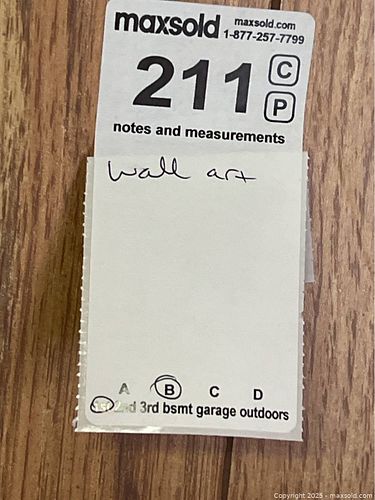 maxsold maxsold.com
1-877-257-7799
211 C
P
notes and measurements
wall art
A B C D
1st 2nd 3rd bsmt garage outdoors
Copyright 2025 - maxsold.com